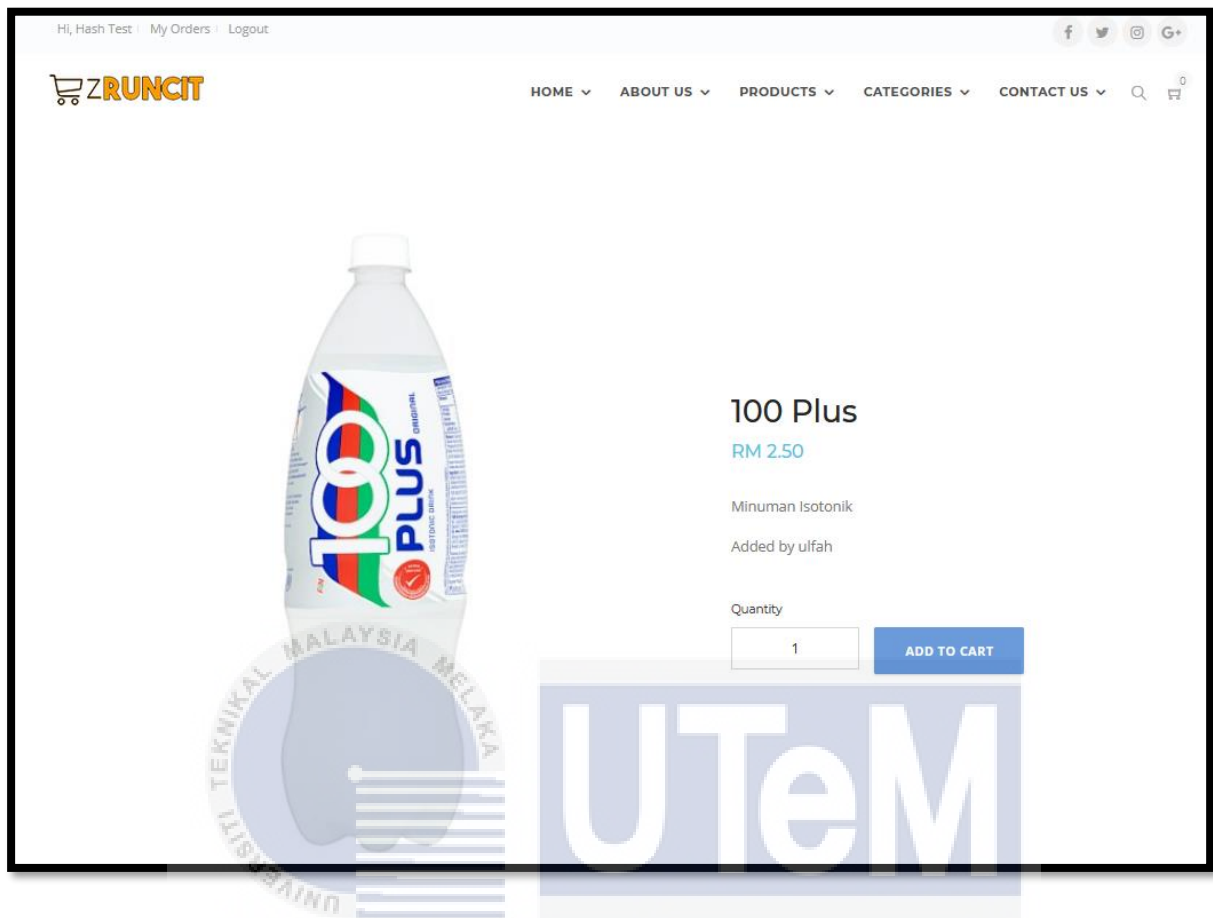 Hi, Hash Test My Orders Logout
ZRUNCIT
HOME ABOUT US PRODUCTS CATEGORIES CONTACT US 0
100 PLUS ORIGINAL
ISOTONIC DRINK
F&N
100 Plus
RM 2.50
Minuman Isotonik
Added by ulfah
Quantity
1 ADD TO CART
UNIVERSITI TEKNIKAL MALAYSIA MELAKA
UTeM